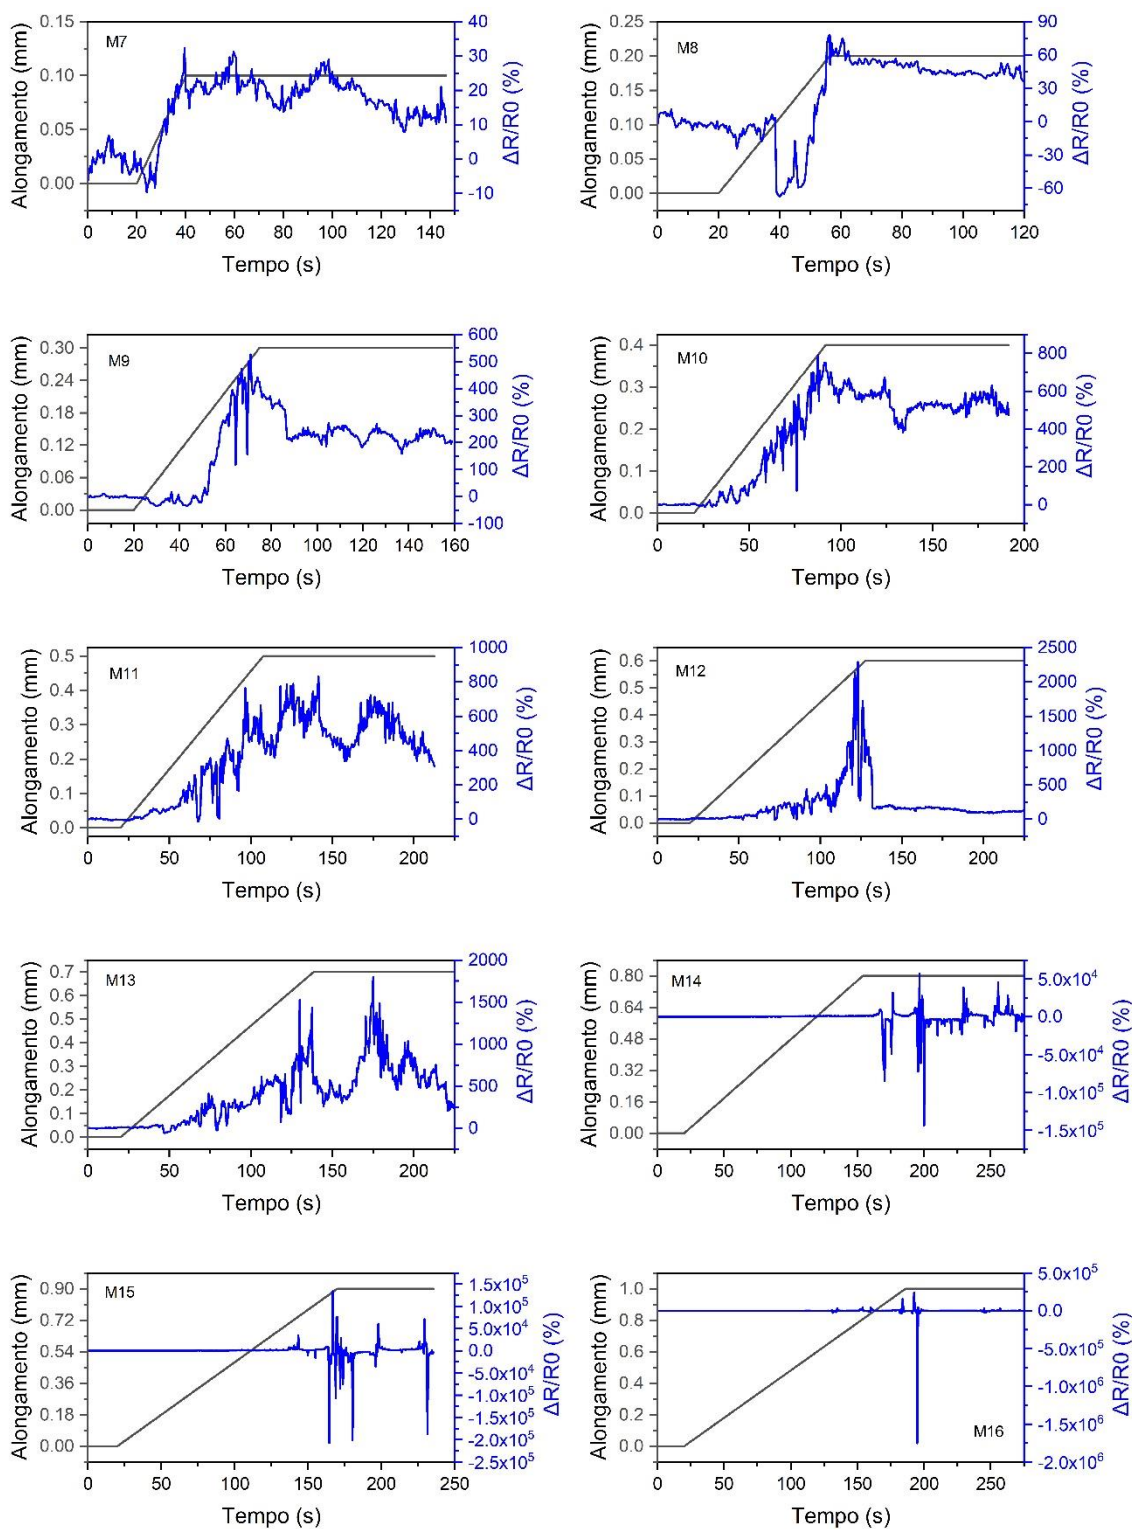 M7
Alongamento (mm)
0.15
0.10
0.05
0.00
40
30
20
10
0
-10
ΔR/R0 (%)
0 20 40 60 80 100 120 140
Tempo (s)
M8
Alongamento (mm)
0.25
0.20
0.15
0.10
0.05
0.00
90
60
30
0
-30
-60
ΔR/R0 (%)
0 20 40 60 80 100 120
Tempo (s)
M9
Alongamento (mm)
0.30
0.24
0.18
0.12
0.06
0.00
600
500
400
300
200
100
0
-100
ΔR/R0 (%)
0 20 40 60 80 100 120 140 160
Tempo (s)
M10
Alongamento (mm)
0.4
0.3
0.2
0.1
0.0
800
600
400
200
0
ΔR/R0 (%)
0 50 100 150 200
Tempo (s)
M11
Alongamento (mm)
0.5
0.4
0.3
0.2
0.1
0.0
1000
800
600
400
200
0
ΔR/R0 (%)
0 50 100 150 200
Tempo (s)
M12
Alongamento (mm)
0.6
0.5
0.4
0.3
0.2
0.1
0.0
2500
2000
1500
1000
500
0
ΔR/R0 (%)
0 50 100 150 200
Tempo (s)
M13
Alongamento (mm)
0.7
0.6
0.5
0.4
0.3
0.2
0.1
0.0
2000
1500
1000
500
0
ΔR/R0 (%)
0 50 100 150 200
Tempo (s)
M14
Alongamento (mm)
0.80
0.64
0.48
0.32
0.16
0.00
5.0x10⁴
0.0
-5.0x10⁴
-1.0x10⁵
-1.5x10⁵
ΔR/R0 (%)
0 50 100 150 200 250
Tempo (s)
M15
Alongamento (mm)
0.90
0.72
0.54
0.36
0.18
0.00
1.5x10⁵
1.0x10⁵
5.0x10⁴
0.0
-5.0x10⁴
-1.0x10⁵
-1.5x10⁵
-2.0x10⁵
-2.5x10⁵
ΔR/R0 (%)
0 50 100 150 200 250
Tempo (s)
M16
Alongamento (mm)
1.0
0.8
0.6
0.4
0.2
0.0
5.0x10⁵
0.0
-5.0x10⁵
-1.0x10⁶
-1.5x10⁶
-2.0x10⁶
ΔR/R0 (%)
0 50 100 150 200 250
Tempo (s)